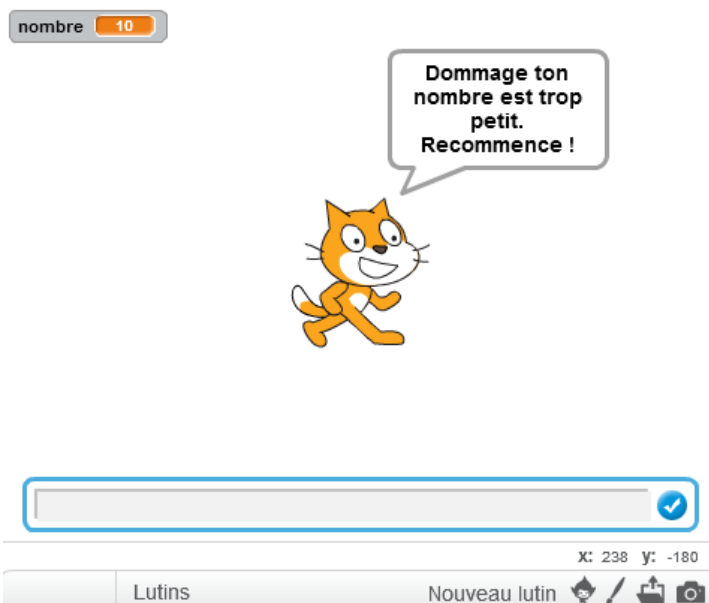 nombre 10
Dommage ton
nombre est trop
petit.
Recommence !
x: 238 y: -180
Lutins Nouveau lutin